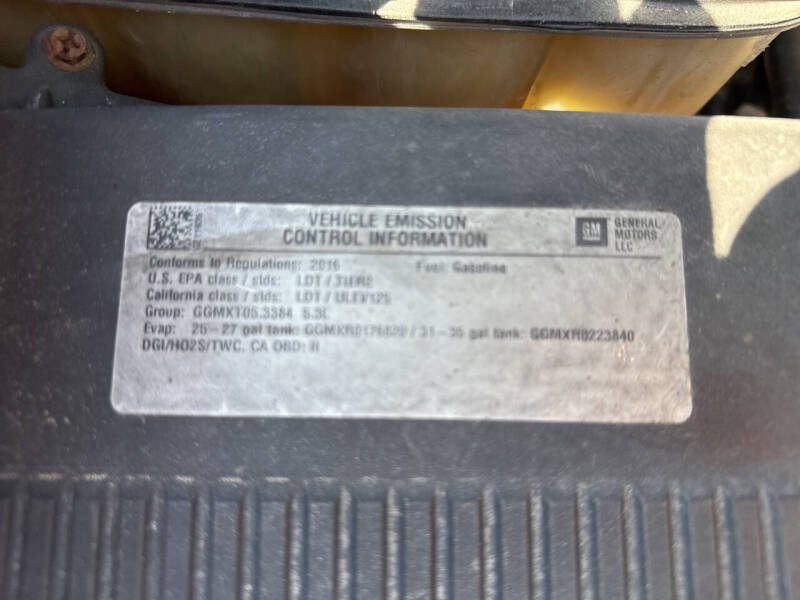 VEHICLE EMISSION
CONTROL INFORMATION
GM
GENERAL
MOTORS
LLC
Conforms to Regulations: 2016 Fuel: Gasoline
U.S. EPA class / stds: LDT / TIER2
California class / stds: LDT / ULEV125
Group: GGMXT05.3384 5.3L
Evap: 25-27 gal tank: / 31-35 gal tank: GGMXR0223840
DGI/HO2S/TWC, CA OBD: II